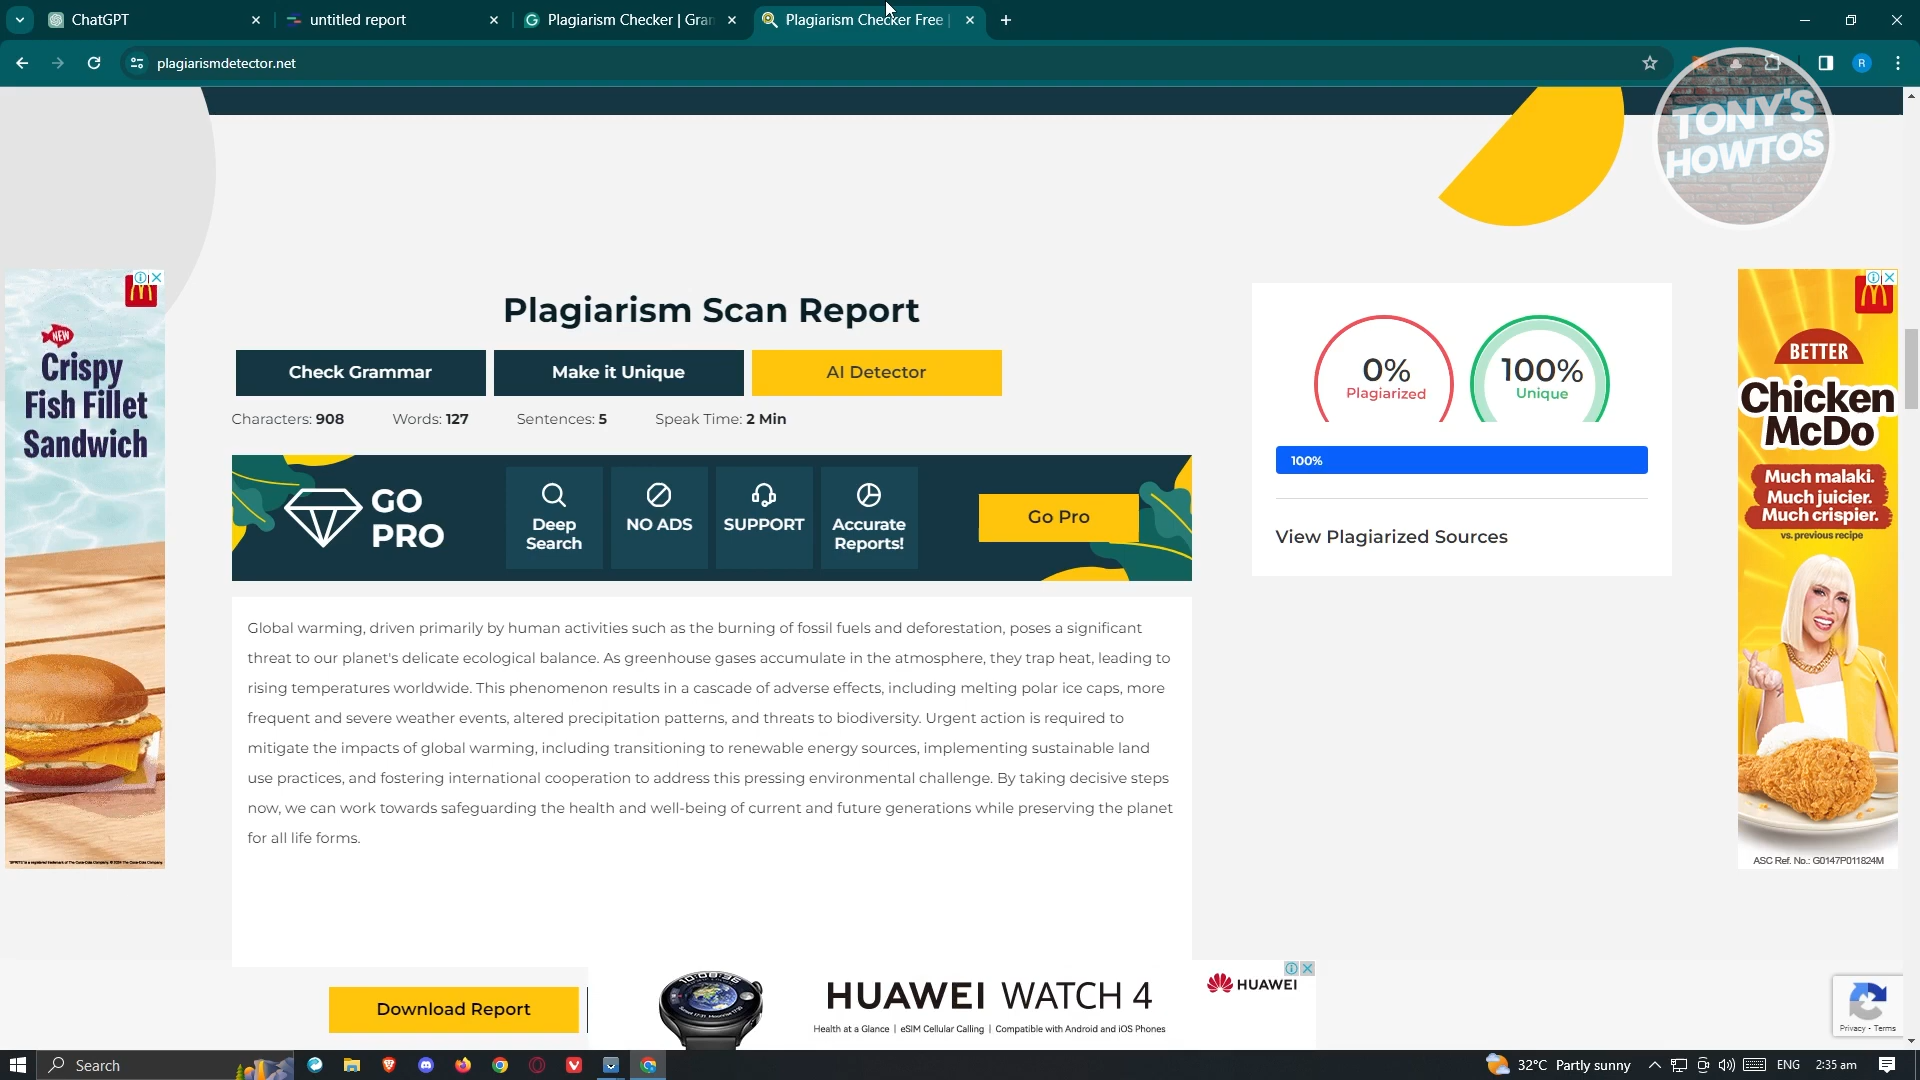 ChatGPT
untitled report
Plagiarism Checker | Gran
Plagiarism Checker Free |
plagiarismdetector.net
R
TONY'S
HOWTOS
NEW
Crispy
Fish Fillet
Sandwich
Plagiarism Scan Report
Check Grammar
Make it Unique
AI Detector
Characters: 908
Words: 127
Sentences: 5
Speak Time: 2 Min
GO
PRO
Deep
Search
NO ADS
SUPPORT
Accurate
Reports!
Go Pro
0%
Plagiarized
100%
Unique
100%
View Plagiarized Sources
BETTER
Chicken
McDo
Much malaki.
Much juicier.
Much crispier.
vs. previous recipe
ASC Ref. No.: G0147P011824M
Global warming, driven primarily by human activities such as the burning of fossil fuels and deforestation, poses a significant
threat to our planet's delicate ecological balance. As greenhouse gases accumulate in the atmosphere, they trap heat, leading to
rising temperatures worldwide. This phenomenon results in a cascade of adverse effects, including melting polar ice caps, more
frequent and severe weather events, altered precipitation patterns, and threats to biodiversity. Urgent action is required to
mitigate the impacts of global warming, including transitioning to renewable energy sources, implementing sustainable land
use practices, and fostering international cooperation to address this pressing environmental challenge. By taking decisive steps
now, we can work towards safeguarding the health and well-being of current and future generations while preserving the planet
for all life forms.
Download Report
HUAWEI WATCH 4
Health at a Glance | eSIM Cellular Calling | Compatible with Android and iOS Phones
HUAWEI
Privacy - Terms
Search
32°C Partly sunny
ENG
2:35 am